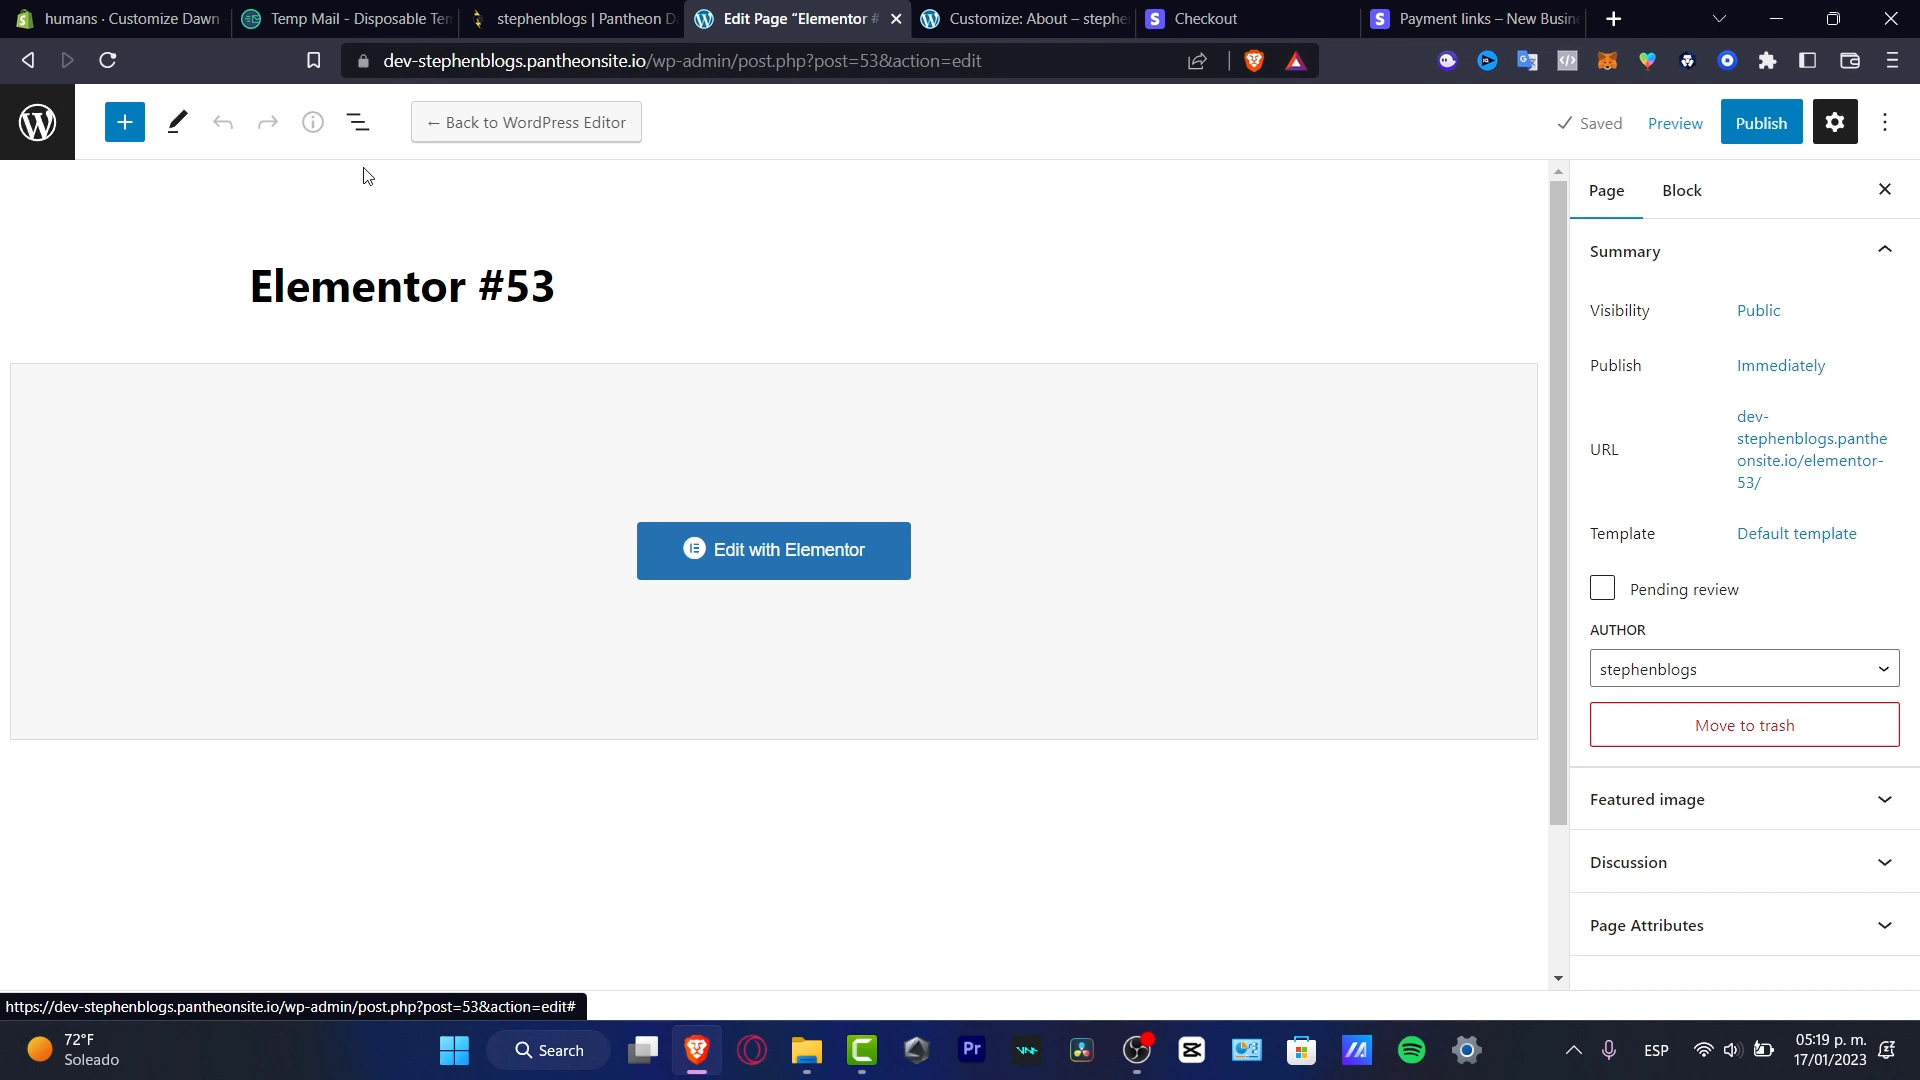 humans · Customize Dawn
Temp Mail - Disposable Ten
stephenblogs | Pantheon D
Edit Page “Elementor #
Customize: About – stephe
Checkout
Payment links – New Busin
dev-stephenblogs.pantheonsite.io/wp-admin/post.php?post=53&action=edit
← Back to WordPress Editor
Saved
Preview
Publish
Elementor #53
Edit with Elementor
Page
Block
Summary
Visibility
Public
Publish
Immediately
URL
dev-
stephenblogs.panthe
onsite.io/elementor-
53/
Template
Default template
Pending review
AUTHOR
stephenblogs
Move to trash
Featured image
Discussion
Page Attributes
https://dev-stephenblogs.pantheonsite.io/wp-admin/post.php?post=53&action=edit#
72°F
Soleado
Search
Pr
ESP
05:19 p. m.
17/01/2023